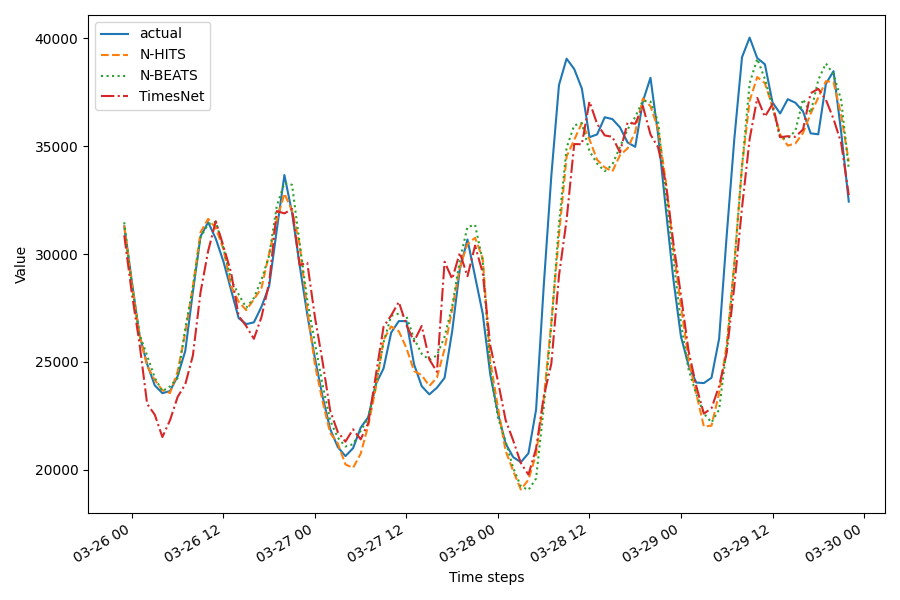 actual
N-HITS
N-BEATS
TimesNet
Value
40000
35000
30000
25000
20000
03-26 00
03-26 12
03-27 00
03-27 12
03-28 00
03-28 12
03-29 00
03-29 12
03-30 00
Time steps